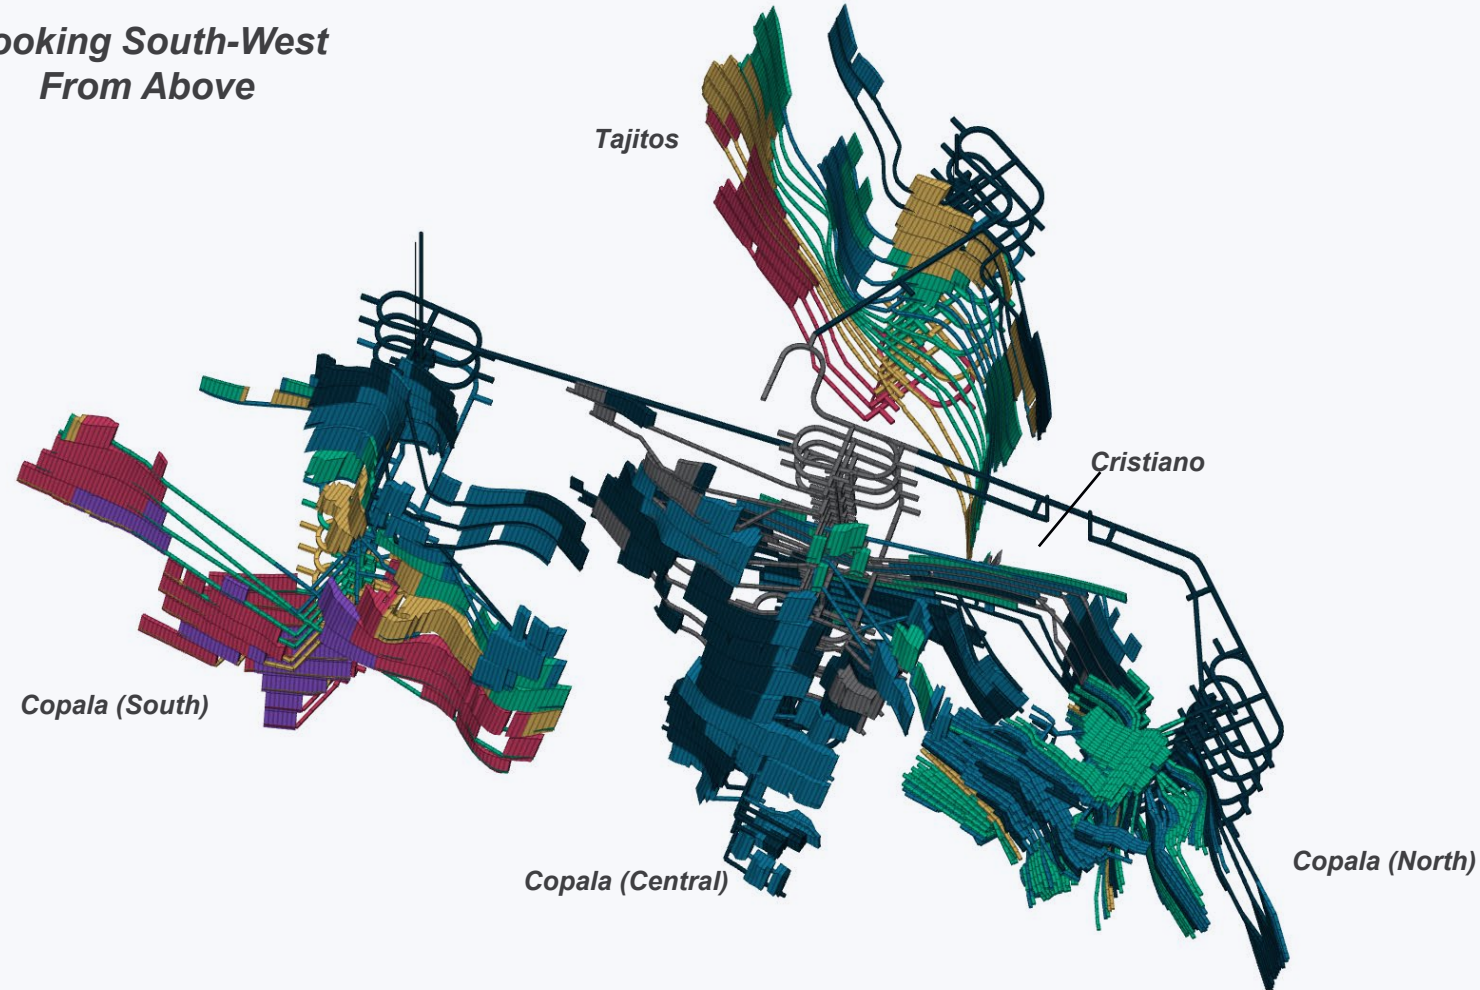 ooking South-West
From Above
Tajitos
Cristiano
Copala (South)
Copala (North)
Copala (Central)